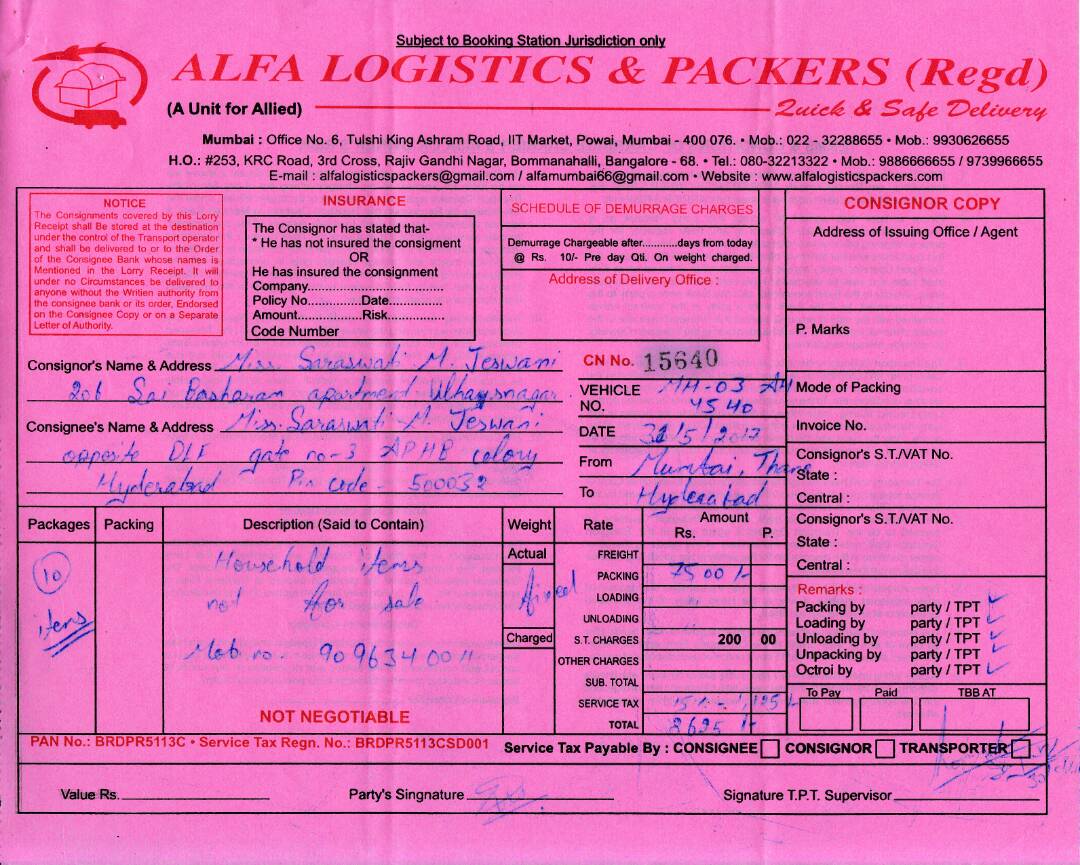 Subject to Booking Station Jurisdiction only
ALFA LOGISTICS & PACKERS (Regd)
(A Unit for Allied)
Quick & Safe Delivery
Mumbai : Office No. 6, Tulshi King Ashram Road, IIT Market, Powai, Mumbai - 400 076. • Mob.: 022 - 32288655 • Mob.: 9930626655
H.O.: #253, KRC Road, 3rd Cross, Rajiv Gandhi Nagar, Bommanahalli, Bangalore - 68. • Tel.: 080-32213322 • Mob.: 9886666655 / 9739966655
E-mail : alfalogisticspackers@gmail.com / alfamumbai66@gmail.com • Website : www.alfalogisticspackers.com
NOTICE
The Consignments covered by this Lorry
Receipt shall Be stored at the destination
under the control of the Transport operator
and shall be delivered to or to the Order
of the Consignee Bank whose names is
Mentioned in the Lorry Receipt. It will
under no Circumstances be delivered to
anyone without the Writien authority from
the consignee bank or its order, Endorsed
on the Consignee Copy or on a Separate
Letter of Authority.
INSURANCE
The Consignor has stated that-
* He has not insured the consigment
OR
He has insured the consignment
Company..............................
Policy No..............Date..............
Amount.................Risk...............
Code Number
SCHEDULE OF DEMURRAGE CHARGES
Demurrage Chargeable after............days from today
@ Rs. 10/- Pre day Qti. On weight charged.
Address of Delivery Office :
CONSIGNOR COPY
Address of Issuing Office / Agent
P. Marks
Mode of Packing
Invoice No.
Consignor's S.T./VAT No.
State :
Central :
Consignor's S.T./VAT No.
State :
Central :
Consignor's Name & Address Miss. Saraswati M. Jeswani
206 Sai Basharam apartment Ulhasnagar
Consignee's Name & Address Miss. Saraswati M. Jeswani
opposite DLF gate no-3 APHB colony
Hyderabad Pin code - 500032
CN No. 15640
VEHICLE NO. MH-03 AH
4540
DATE 31/5/2012
From Mumbai, Thane
To Hyderabad
Packages Packing Description (Said to Contain) Weight Rate Amount
Rs. P.
10
items
Household items
not for sale
Mob no - 9096340011
NOT NEGOTIABLE
Actual
fixed
Charged
FREIGHT
PACKING 7500/-
LOADING
UNLOADING
S.T. CHARGES 200 00
OTHER CHARGES
SUB. TOTAL
SERVICE TAX 1,125/-
TOTAL 8625/-
Remarks :
Packing by party / TPT ✓
Loading by party / TPT ✓
Unloading by party / TPT ✓
Unpacking by party / TPT ✓
Octroi by party / TPT ✓
To Pay Paid TBB AT
PAN No.: BRDPR5113C • Service Tax Regn. No.: BRDPR5113CSD001 Service Tax Payable By : CONSIGNEE CONSIGNOR TRANSPORTER
Value Rs. Party's Singnature Signature T.P.T. Supervisor